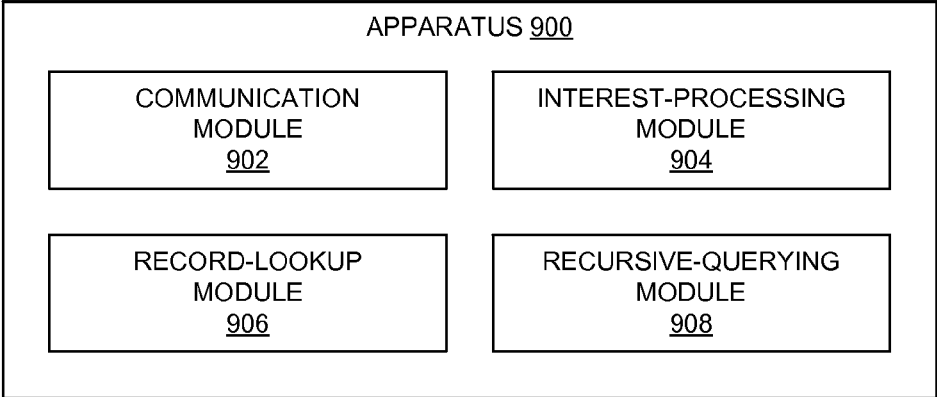 APPARATUS 900
COMMUNICATION
MODULE
902
INTEREST-PROCESSING
MODULE
904
RECORD-LOOKUP
MODULE
906
RECURSIVE-QUERYING
MODULE
908